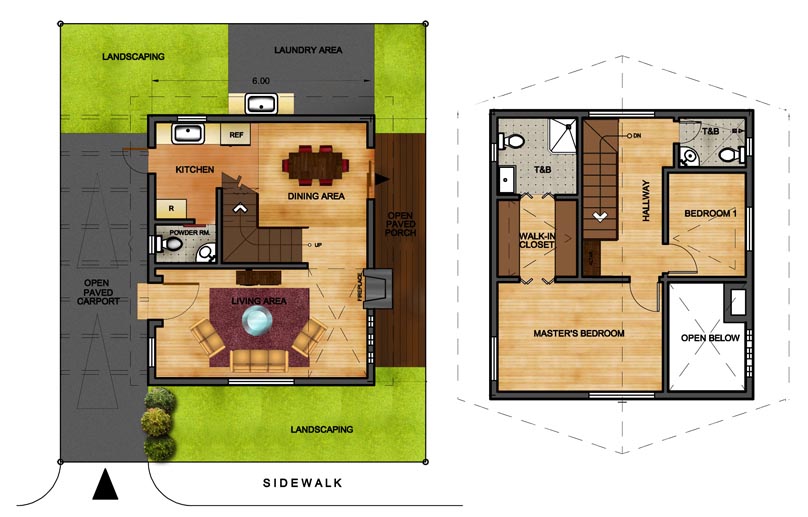 LANDSCAPING
LAUNDRY AREA
6.00
REF
KITCHEN
DINING AREA
R
POWDER RM.
UP
OPEN
PAVED
PORCH
OPEN
PAVED
CARPORT
LIVING AREA
FIREPLACE
LANDSCAPING
SIDEWALK
T&B
DN
T&B
HALLWAY
BEDROOM 1
WALK-IN
CLOSET
MASTER'S BEDROOM
OPEN BELOW